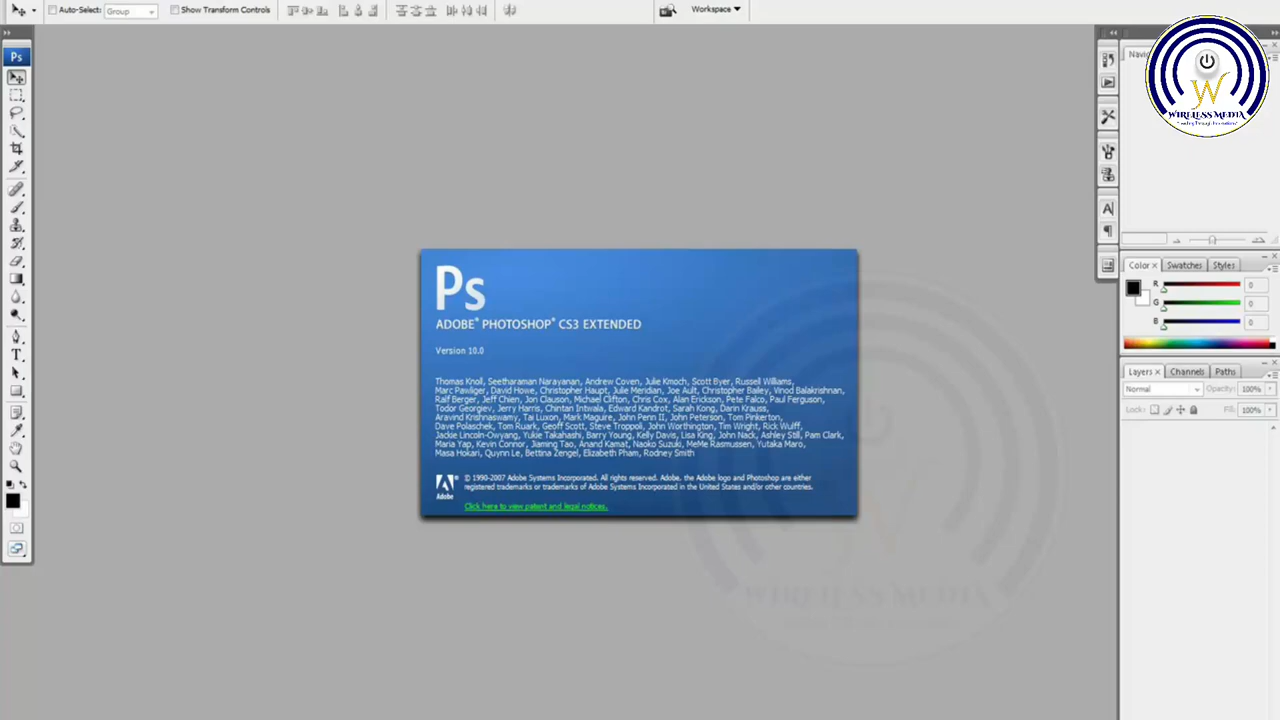 Auto-Select:
Group
Show Transform Controls
Workspace
Ps
WIRELESS MEDIA
Ps
ADOBE® PHOTOSHOP® CS3 EXTENDED
Version 10.0
Thomas Knoll, Seetharaman Narayanan, Andrew Coven, Julie Kmoch, Scott Byer, Russell Williams,
Marc Pawliger, David Howe, Christopher Haupt, Julie Meridian, Joe Ault, Christopher Bailey, Vinod Balakrishnan,
Ralf Berger, Jeff Chien, Jon Clauson, Michael Clifton, Chris Cox, Alan Erickson, Pete Falco, Paul Ferguson,
Todor Georgiev, Jerry Harris, Chintan Intwala, Edward Kandrot, Sarah Kong, Darin Krauss,
Aravind Krishnaswamy, Tai Luxon, Mark Maguire, John Penn II, John Peterson, Tom Pinkerton,
Dave Polaschek, Tom Ruark, Geoff Scott, Steve Troppoli, John Worthington, Tim Wright, Rick Wulff,
Jackie Lincoln-Owyang, Yukie Takahashi, Barry Young, Kelly Davis, Lisa King, John Nack, Ashley Still, Pam Clark,
Maria Yap, Kevin Connor, Jiaming Tao, Anand Kamat, Naoko Suzuki, MeMe Rasmussen, Yutaka Maro,
Masa Hokari, Quynn Le, Bettina Zengel, Elizabeth Pham, Rodney Smith
Adobe
© 1990-2007 Adobe Systems Incorporated. All rights reserved. Adobe, the Adobe logo and Photoshop are either
registered trademarks or trademarks of Adobe Systems Incorporated in the United States and/or other countries.
Click here to view patent and legal notices.
Color × Swatches Styles
R 0
G 0
B 0
Layers × Channels Paths
Normal Opacity: 100%
Lock: Fill: 100%
WIRELESS MEDIA